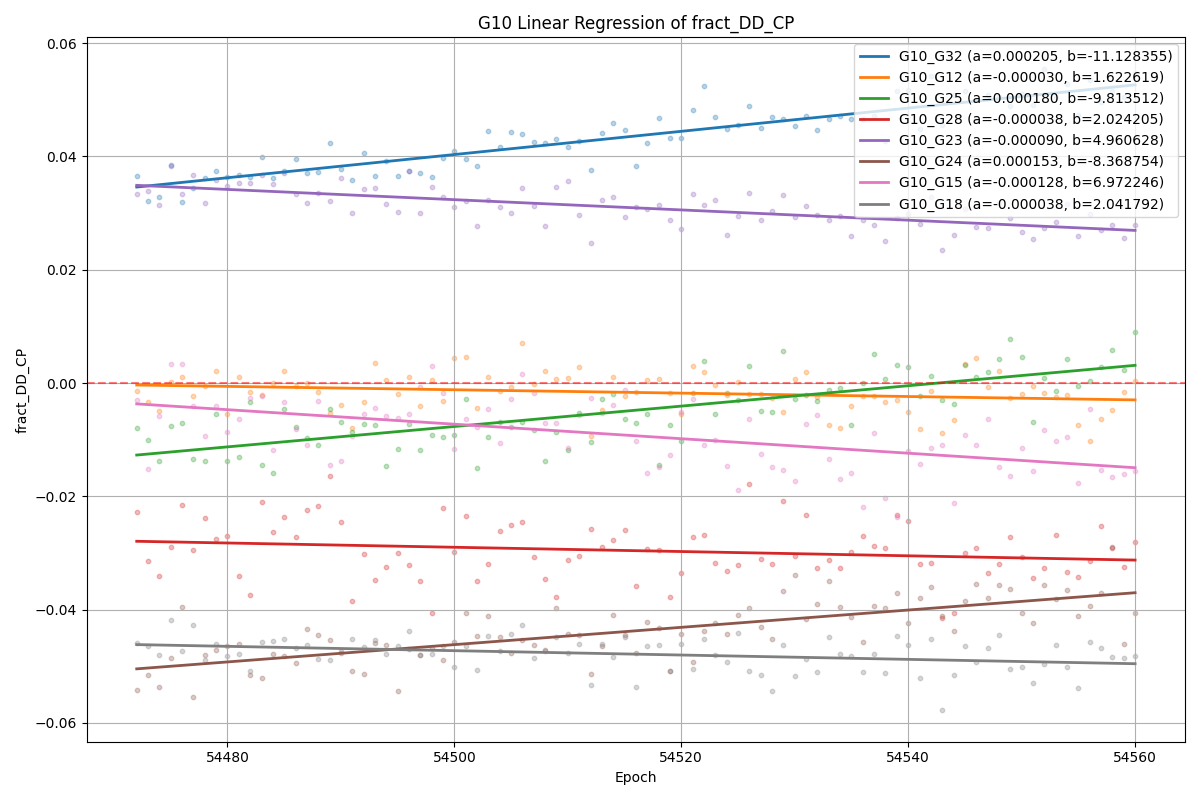 G10 Linear Regression of fract_DD_CP
G10_G32 (a=0.000205, b=-11.128355)
G10_G12 (a=-0.000030, b=1.622619)
G10_G25 (a=0.000180, b=-9.813512)
G10_G28 (a=-0.000038, b=2.024205)
G10_G23 (a=-0.000090, b=4.960628)
G10_G24 (a=0.000153, b=-8.368754)
G10_G15 (a=-0.000128, b=6.972246)
G10_G18 (a=-0.000038, b=2.041792)
fract_DD_CP
0.06
0.04
0.02
0.00
−0.02
−0.04
−0.06
54480
54500
54520
54540
54560
Epoch